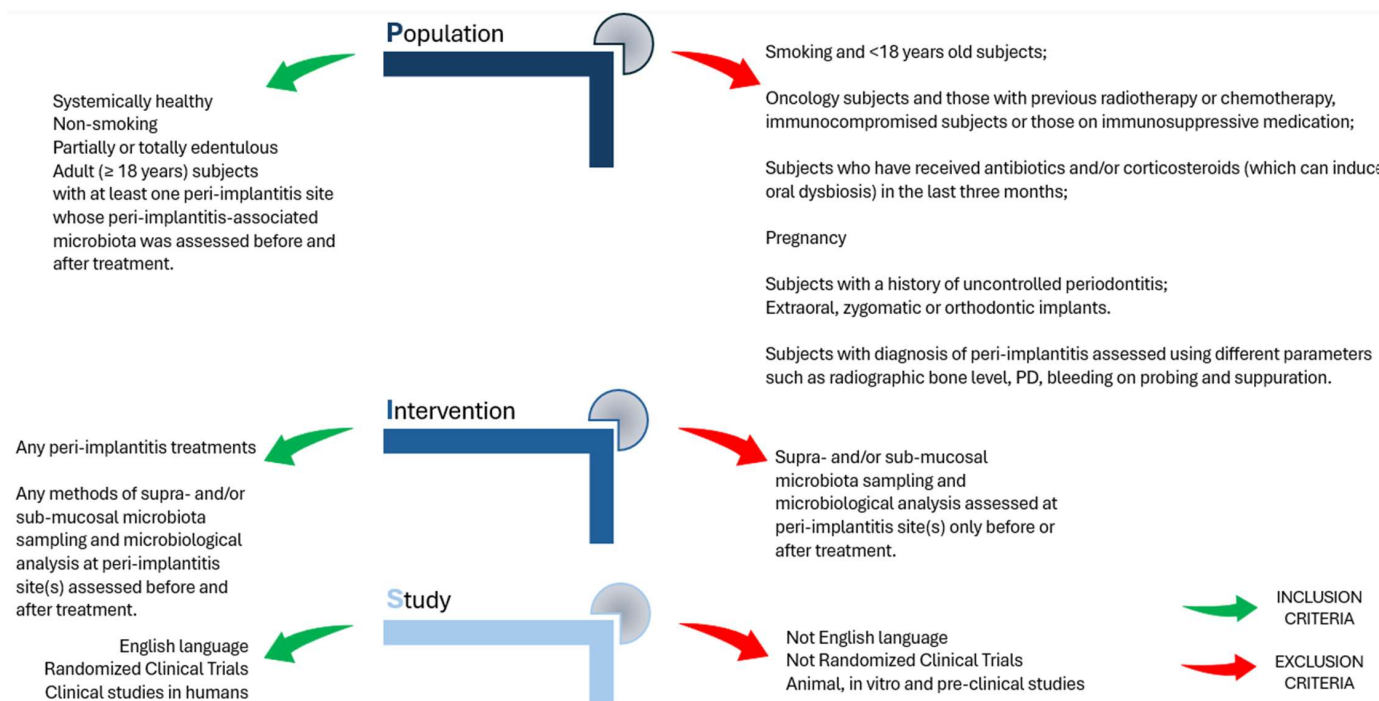 Population
Systemically healthy
Non-smoking
Partially or totally edentulous
Adult (≥ 18 years) subjects
with at least one peri-implantitis site
whose peri-implantitis-associated
microbiota was assessed before and
after treatment.
Smoking and <18 years old subjects;
Oncology subjects and those with previous radiotherapy or chemotherapy,
immunocompromised subjects or those on immunosuppressive medication;
Subjects who have received antibiotics and/or corticosteroids (which can induce
oral dysbiosis) in the last three months;
Pregnancy
Subjects with a history of uncontrolled periodontitis;
Extraoral, zygomatic or orthodontic implants.
Subjects with diagnosis of peri-implantitis assessed using different parameters
such as radiographic bone level, PD, bleeding on probing and suppuration.
Intervention
Any peri-implantitis treatments
Any methods of supra- and/or
sub-mucosal microbiota
sampling and microbiological
analysis at peri-implantitis
site(s) assessed before and
after treatment.
Supra- and/or sub-mucosal
microbiota sampling and
microbiological analysis assessed at
peri-implantitis site(s) only before or
after treatment.
Study
English language
Randomized Clinical Trials
Clinical studies in humans
Not English language
Not Randomized Clinical Trials
Animal, in vitro and pre-clinical studies
INCLUSION
CRITERIA
EXCLUSION
CRITERIA